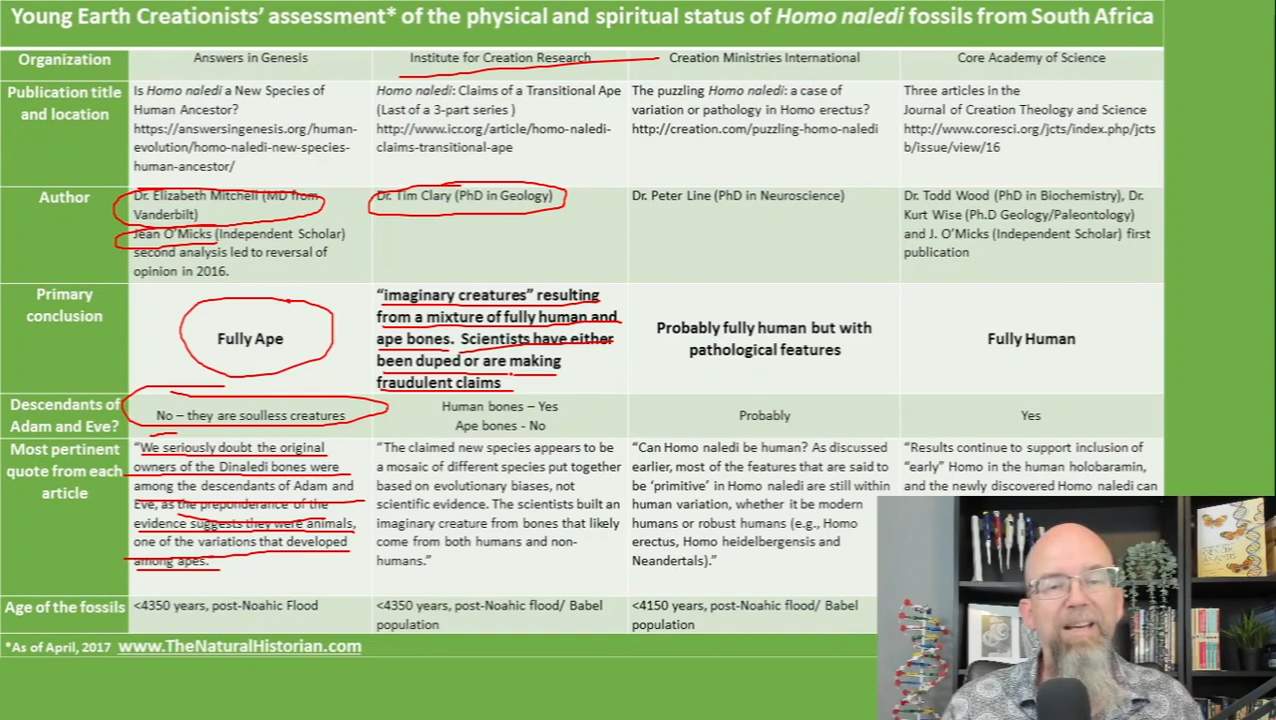 Young Earth Creationists' assessment* of the physical and spiritual status of Homo naledi fossils from South Africa
Organization
Answers in Genesis
Institute for Creation Research
Creation Ministries International
Core Academy of Science
Publication title
and location
Is Homo naledi a New Species of
Human Ancestor?
https://answersingenesis.org/human-
evolution/homo-naledi-new-species-
human-ancestor/
Homo naledi: Claims of a Transitional Ape
(Last of a 3-part series )
http://www.icr.org/article/homo-naledi-
claims-transitional-ape
The puzzling Homo naledi: a case of
variation or pathology in Homo erectus?
http://creation.com/puzzling-homo-naledi
Three articles in the
Journal of Creation Theology and Science
http://www.coresci.org/jcts/index.php/jcts
b/issue/view/16
Author
Dr. Elizabeth Mitchell (MD from
Vanderbilt)
Jean O'Micks (Independent Scholar)
second analysis led to reversal of
opinion in 2016.
Dr. Tim Clary (PhD in Geology)
Dr. Peter Line (PhD in Neuroscience)
Dr. Todd Wood (PhD in Biochemistry), Dr.
Kurt Wise (Ph.D Geology/Paleontology)
and J. O'Micks (Independent Scholar) first
publication
Primary
conclusion
Fully Ape
"imaginary creatures" resulting
from a mixture of fully human and
ape bones. Scientists have either
been duped or are making
fraudulent claims
Probably fully human but with
pathological features
Fully Human
Descendants of
Adam and Eve?
No – they are soulless creatures
Human bones – Yes
Ape bones - No
Probably
Yes
Most pertinent
quote from each
article
"We seriously doubt the original
owners of the Dinaledi bones were
among the descendants of Adam and
Eve, as the preponderance of the
evidence suggests they were animals,
one of the variations that developed
among apes."
"The claimed new species appears to be
a mosaic of different species put together
based on evolutionary biases, not
scientific evidence. The scientists built an
imaginary creature from bones that likely
come from both humans and non-
humans."
"Can Homo naledi be human? As discussed
earlier, most of the features that are said to
be 'primitive' in Homo naledi are still within
human variation, whether it be modern
humans or robust humans (e.g., Homo
erectus, Homo heidelbergensis and
Neandertals)."
"Results continue to support inclusion of
"early" Homo in the human holobaramin,
and the newly discovered Homo naledi can
Age of the fossils
<4350 years, post-Noahic Flood
<4350 years, post-Noahic flood/ Babel
population
<4150 years, post-Noahic flood/ Babel
population
*As of April, 2017 www.TheNaturalHistorian.com